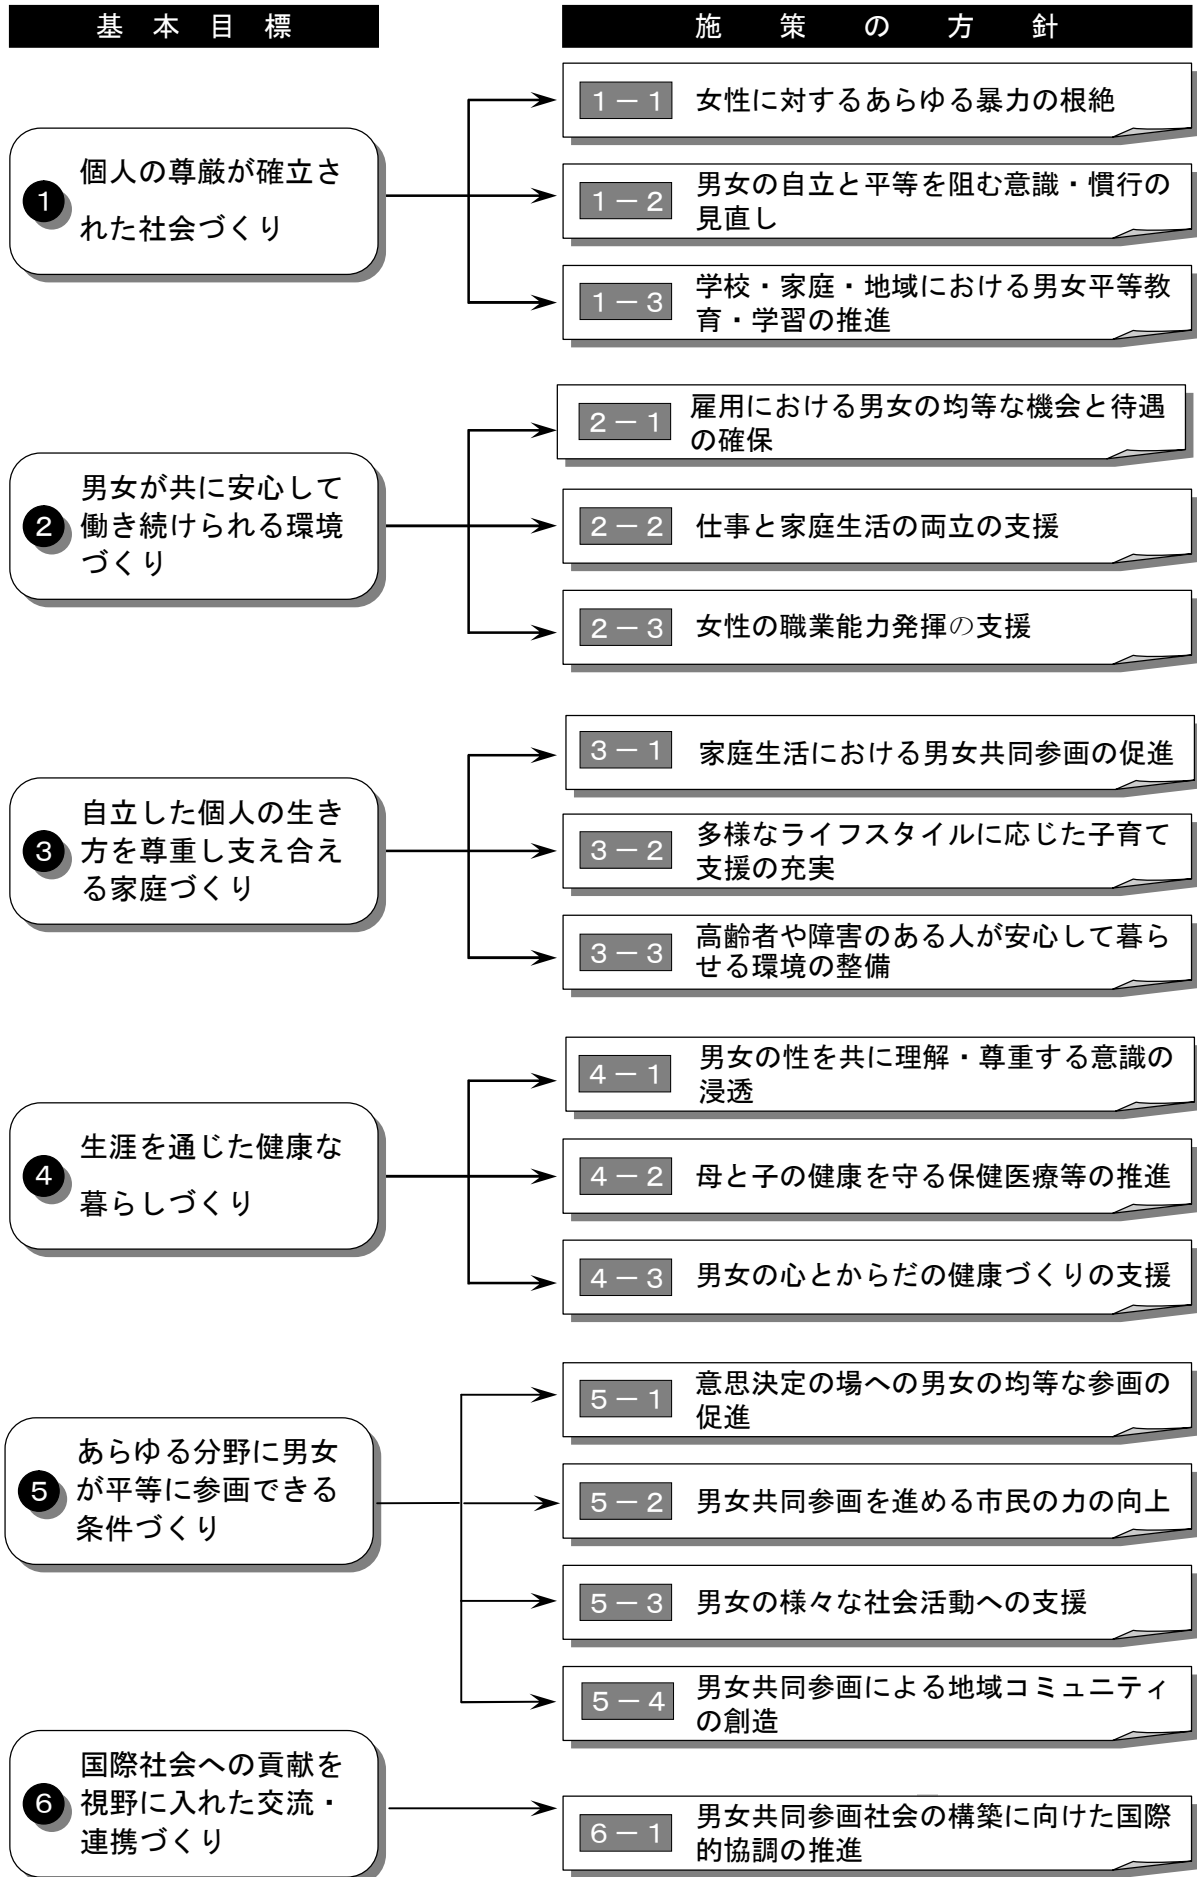 基本目標
施策の方針
1 個人の尊厳が確立さ
れた社会づくり
1－1 女性に対するあらゆる暴力の根絶
1－2 男女の自立と平等を阻む意識・慣行の
見直し
1－3 学校・家庭・地域における男女平等教
育・学習の推進
2 男女が共に安心して
働き続けられる環境
づくり
2－1 雇用における男女の均等な機会と待遇
の確保
2－2 仕事と家庭生活の両立の支援
2－3 女性の職業能力発揮の支援
3 自立した個人の生き
方を尊重し支え合え
る家庭づくり
3－1 家庭生活における男女共同参画の促進
3－2 多様なライフスタイルに応じた子育て
支援の充実
3－3 高齢者や障害のある人が安心して暮ら
せる環境の整備
4 生涯を通じた健康な
暮らしづくり
4－1 男女の性を共に理解・尊重する意識の
浸透
4－2 母と子の健康を守る保健医療等の推進
4－3 男女の心とからだの健康づくりの支援
5 あらゆる分野に男女
が平等に参画できる
条件づくり
5－1 意思決定の場への男女の均等な参画の
促進
5－2 男女共同参画を進める市民の力の向上
5－3 男女の様々な社会活動への支援
5－4 男女共同参画による地域コミュニティ
の創造
6 国際社会への貢献を
視野に入れた交流・
連携づくり
6－1 男女共同参画社会の構築に向けた国際
的協調の推進